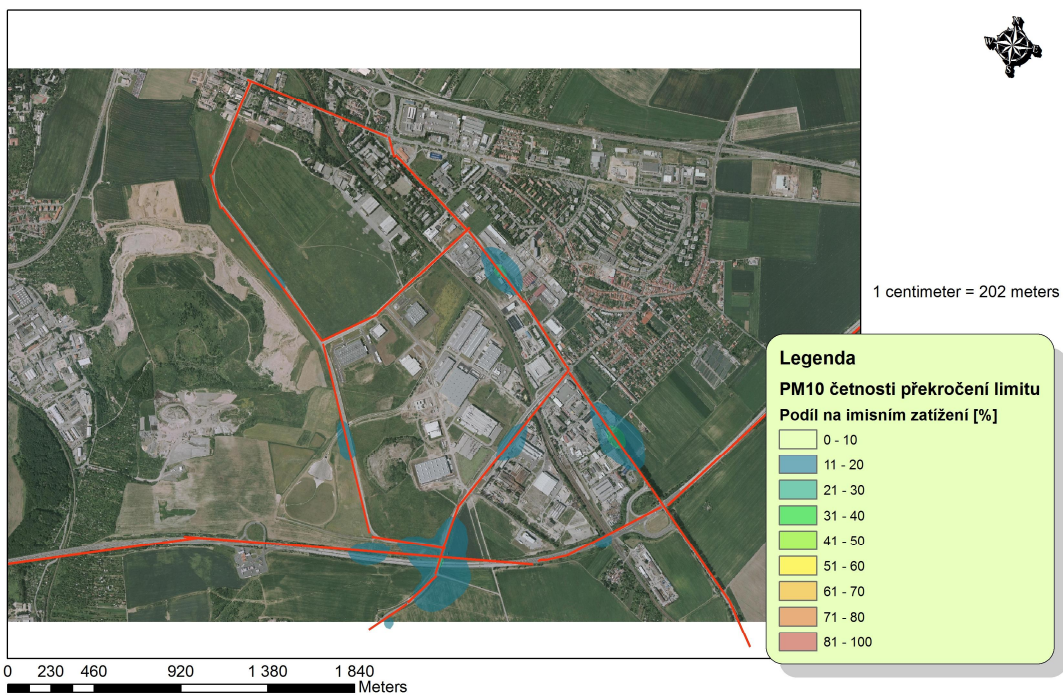 1 centimeter = 202 meters
Legenda
PM10 četnosti překročení limitu
Podíl na imisním zatížení [%]
0 - 10
11 - 20
21 - 30
31 - 40
41 - 50
51 - 60
61 - 70
71 - 80
81 - 100
0 230 460 920 1 380 1 840
Meters